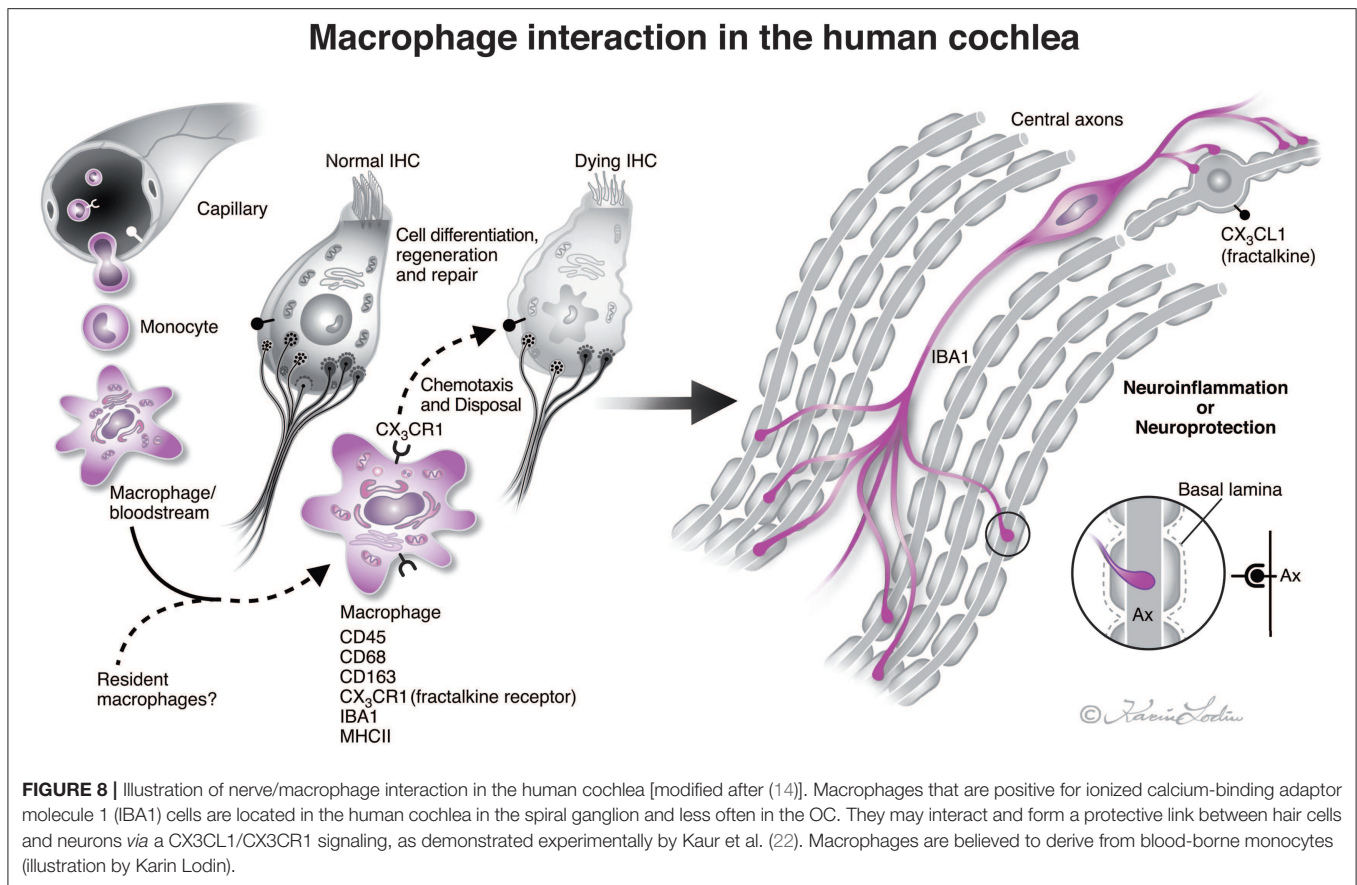 Macrophage interaction in the human cochlea
Capillary
Monocyte
Macrophage/
bloodstream
Resident
macrophages?
Normal IHC
Dying IHC
Cell differentiation,
regeneration
and repair
Chemotaxis
and Disposal
CX₃CR1
Macrophage
CD45
CD68
CD163
CX₃CR1 (fractalkine receptor)
IBA1
MHCII
Central axons
CX₃CL1
(fractalkine)
IBA1
Neuroinflammation
or
Neuroprotection
Basal lamina
Ax
Ax
© Karin Lodin
FIGURE 8 | Illustration of nerve/macrophage interaction in the human cochlea [modified after (14)]. Macrophages that are positive for ionized calcium-binding adaptor
molecule 1 (IBA1) cells are located in the human cochlea in the spiral ganglion and less often in the OC. They may interact and form a protective link between hair cells
and neurons via a CX3CL1/CX3CR1 signaling, as demonstrated experimentally by Kaur et al. (22). Macrophages are believed to derive from blood-borne monocytes
(illustration by Karin Lodin).